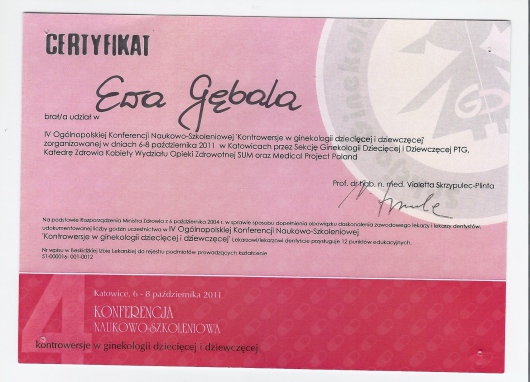 CERTYFIKAT
Ewa Gębala
brał/a udział w
IV Ogólnopolskiej Konferencji Naukowo-Szkoleniowej 'Kontrowersje w ginekologii dziecięcej i dziewczęcej'
zorganizowanej w dniach 6-8 października 2011 w Katowicach przez Sekcję Ginekologii Dziecięcej i Dziewczęcej PTG,
Katedrę Zdrowia Kobiety Wydziału Opieki Zdrowotnej SUM oraz Medical Project Poland
Prof. dr hab. n. med. Violetta Skrzypulec-Plinta
Na podstawie Rozporządzenia Ministra Zdrowia z 6 października 2004 r. w sprawie sposobu dopełnienia obowiązku doskonalenia zawodowego lekarzy i lekarzy dentystów,
udokumentowanej liczby godzin uczestnictwa w IV Ogólnopolskiej Konferencji Naukowo-Szkoleniowej
'Kontrowersje w ginekologii dziecięcej i dziewczęcej' Lekarzowi/lekarzowi dentyście przysługuje 12 punktów edukacyjnych.
Nr wpisu w Beskidzkiej Izbie Lekarskiej do rejestru podmiotów prowadzących kształcenie
51-000016-001-0012
4
Katowice, 6 - 8 października 2011
KONFERENCJA
NAUKOWO-SZKOLENIOWA
kontrowersje w ginekologii dziecięcej i dziewczęcej